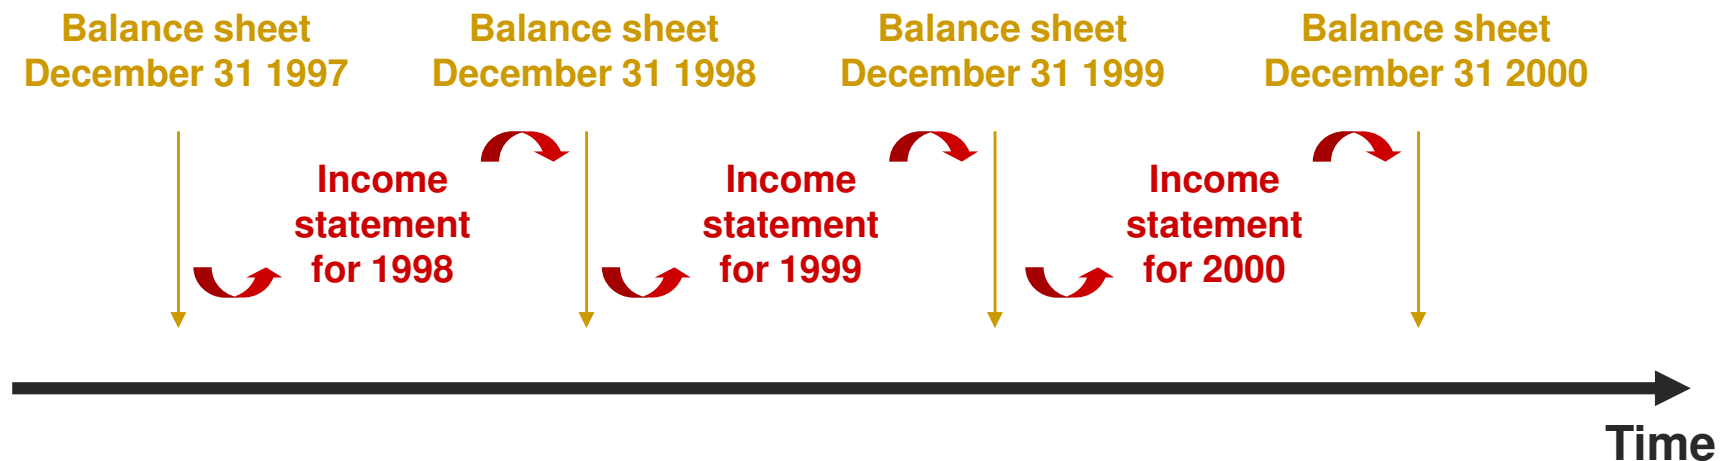 Balance sheet
December 31 1997
Balance sheet
December 31 1998
Balance sheet
December 31 1999
Balance sheet
December 31 2000
Income
statement
for 1998
Income
statement
for 1999
Income
statement
for 2000
Time